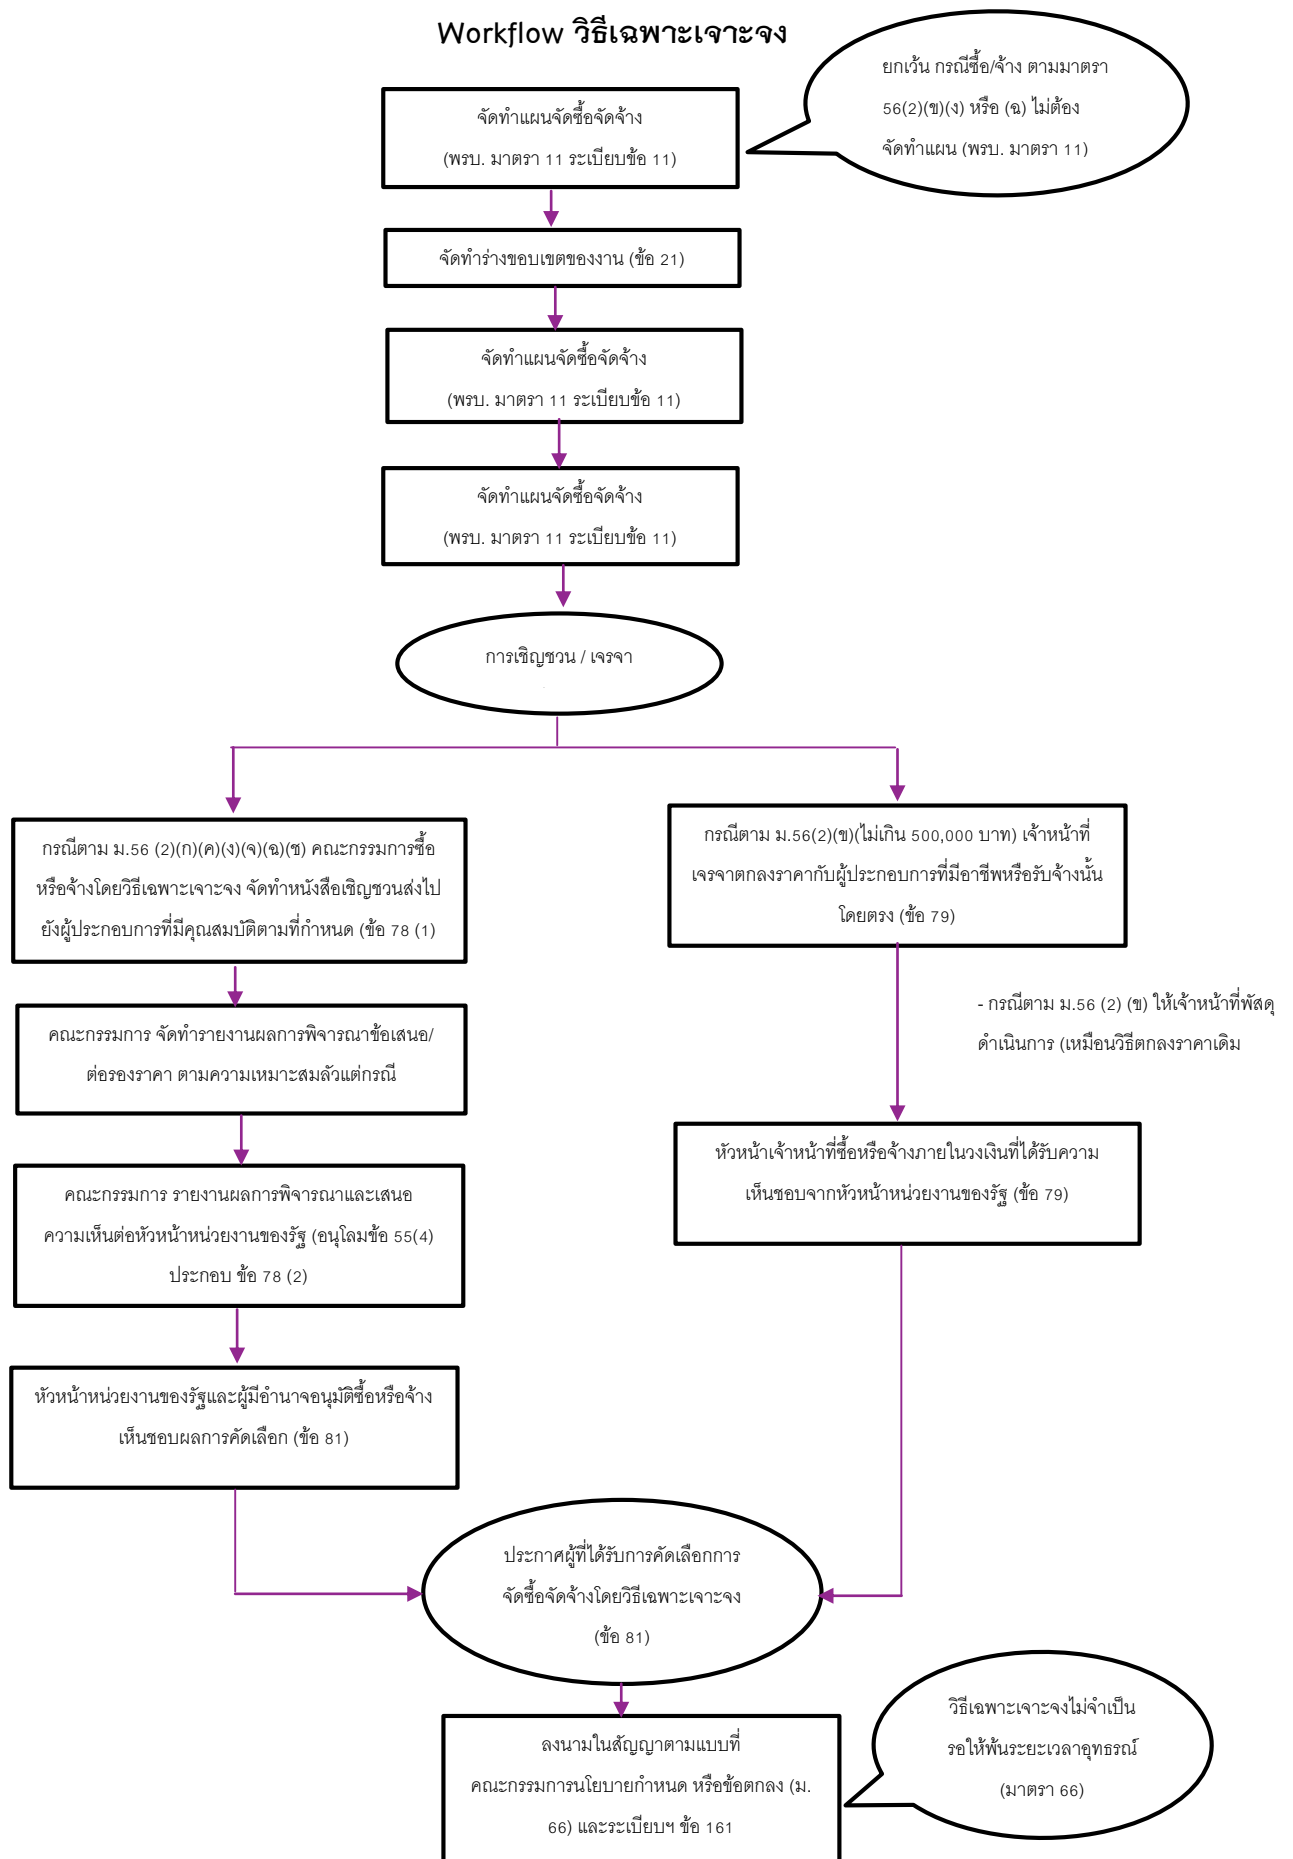 Workflow วิธีเฉพาะเจาะจง
ยกเว้น กรณีซื้อ/จ้าง ตามมาตรา
56(2)(ข)(ง) หรือ (ฉ) ไม่ต้อง
จัดทำแผน (พรบ. มาตรา 11)
จัดทำแผนจัดซื้อจัดจ้าง
(พรบ. มาตรา 11 ระเบียบข้อ 11)
จัดทำร่างขอบเขตของงาน (ข้อ 21)
จัดทำแผนจัดซื้อจัดจ้าง
(พรบ. มาตรา 11 ระเบียบข้อ 11)
จัดทำแผนจัดซื้อจัดจ้าง
(พรบ. มาตรา 11 ระเบียบข้อ 11)
การเชิญชวน / เจรจา
กรณีตาม ม.56 (2)(ก)(ค)(ง)(จ)(ฉ)(ช) คณะกรรมการซื้อ
หรือจ้างโดยวิธีเฉพาะเจาะจง จัดทำหนังสือเชิญชวนส่งไป
ยังผู้ประกอบการที่มีคุณสมบัติตามที่กำหนด (ข้อ 78 (1)
กรณีตาม ม.56(2)(ข)(ไม่เกิน 500,000 บาท) เจ้าหน้าที่
เจรจาตกลงราคากับผู้ประกอบการที่มีอาชีพหรือรับจ้างนั้น
โดยตรง (ข้อ 79)
- กรณีตาม ม.56 (2) (ข) ให้เจ้าหน้าที่พัสดุ
ดำเนินการ (เหมือนวิธีตกลงราคาเดิม
คณะกรรมการ จัดทำรายงานผลการพิจารณาข้อเสนอ/
ต่อรองราคา ตามความเหมาะสมลัวแต่กรณี
หัวหน้าเจ้าหน้าที่ซื้อหรือจ้างภายในวงเงินที่ได้รับความ
เห็นชอบจากหัวหน้าหน่วยงานของรัฐ (ข้อ 79)
คณะกรรมการ รายงานผลการพิจารณาและเสนอ
ความเห็นต่อหัวหน้าหน่วยงานของรัฐ (อนุโลมข้อ 55(4)
ประกอบ ข้อ 78 (2)
หัวหน้าหน่วยงานของรัฐและผู้มีอำนาจอนุมัติซื้อหรือจ้าง
เห็นชอบผลการคัดเลือก (ข้อ 81)
ประกาศผู้ที่ได้รับการคัดเลือกการ
จัดซื้อจัดจ้างโดยวิธีเฉพาะเจาะจง
(ข้อ 81)
ลงนามในสัญญาตามแบบที่
คณะกรรมการนโยบายกำหนด หรือข้อตกลง (ม.
66) และระเบียบฯ ข้อ 161
วิธีเฉพาะเจาะจงไม่จำเป็น
รอให้พ้นระยะเวลาอุทธรณ์
(มาตรา 66)